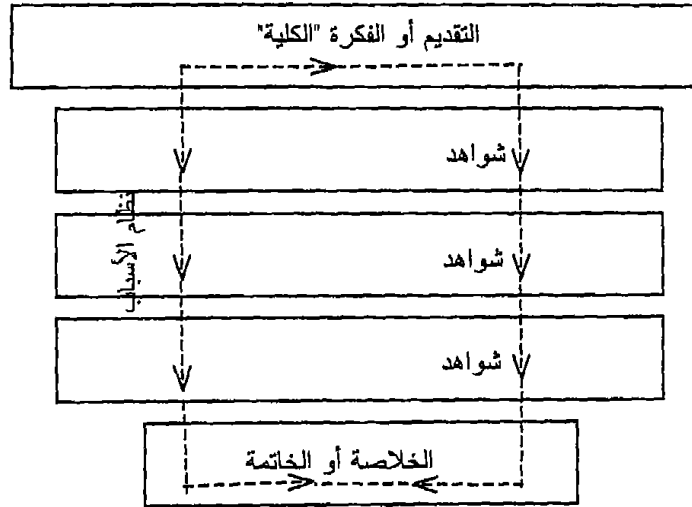 التقديم أو الفكرة "الكلية"
شواهد
نظام الأسباب
شواهد
شواهد
الخلاصة أو الخاتمة